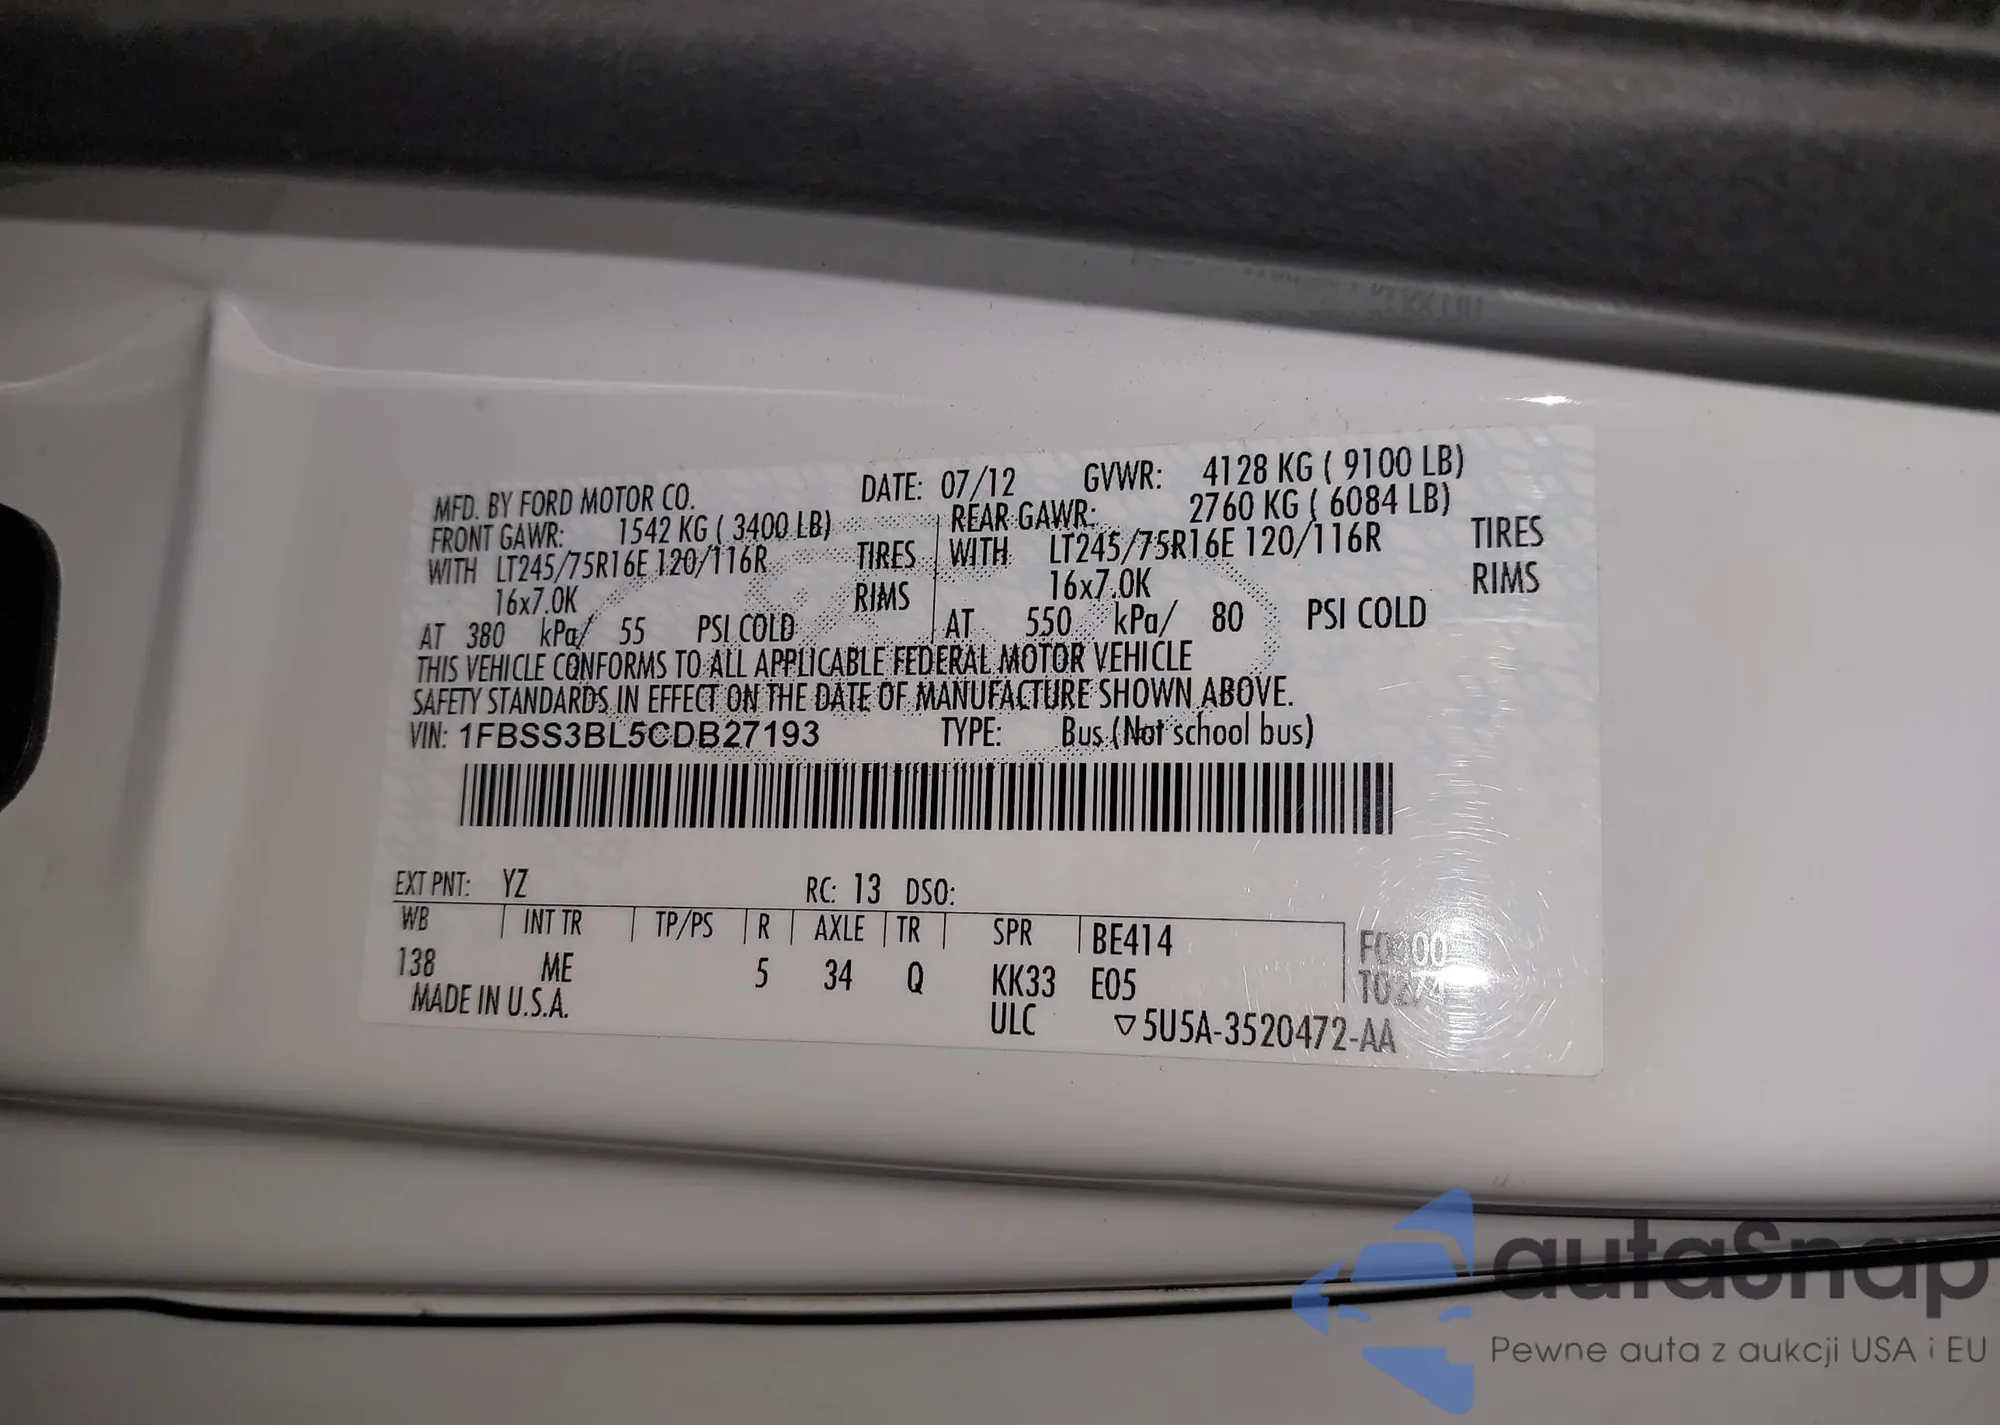 MFD. BY FORD MOTOR CO. DATE: 07/12 GVWR: 4128 KG ( 9100 LB)
FRONT GAWR: 1542 KG ( 3400 LB) REAR GAWR: 2760 KG ( 6084 LB)
WITH LT245/75R16E 120/116R TIRES WITH LT245/75R16E 120/116R TIRES
16x7.0K RIMS 16x7.0K RIMS
AT 380 kPa/ 55 PSI COLD AT 550 kPa/ 80 PSI COLD
THIS VEHICLE CONFORMS TO ALL APPLICABLE FEDERAL MOTOR VEHICLE
SAFETY STANDARDS IN EFFECT ON THE DATE OF MANUFACTURE SHOWN ABOVE.
VIN: 1FBSS3BL5CDB27193 TYPE: Bus (Not school bus)
EXT PNT: YZ RC: 13 DSO:
WB INT TR TP/PS R AXLE TR SPR BE414
138 ME 5 34 Q KK33 E05
MADE IN U.S.A. ULC ▽5U5A-3520472-AA
autaSnap
Pewne auta z aukcji USA i EU